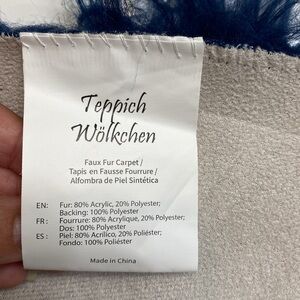 Teppich
Wölkchen
Faux Fur Carpet /
Tapis en Fausse Fourrure /
Alfombra de Piel Sintética
EN: Fur: 80% Acrylic, 20% Polyester;
Backing: 100% Polyester
FR: Fourrure: 80% Acrylique, 20% Polyester;
Dos: 100% Polyester
ES: Piel: 80% Acrílico, 20% Poliéster;
Fondo: 100% Poliéster
Made in China